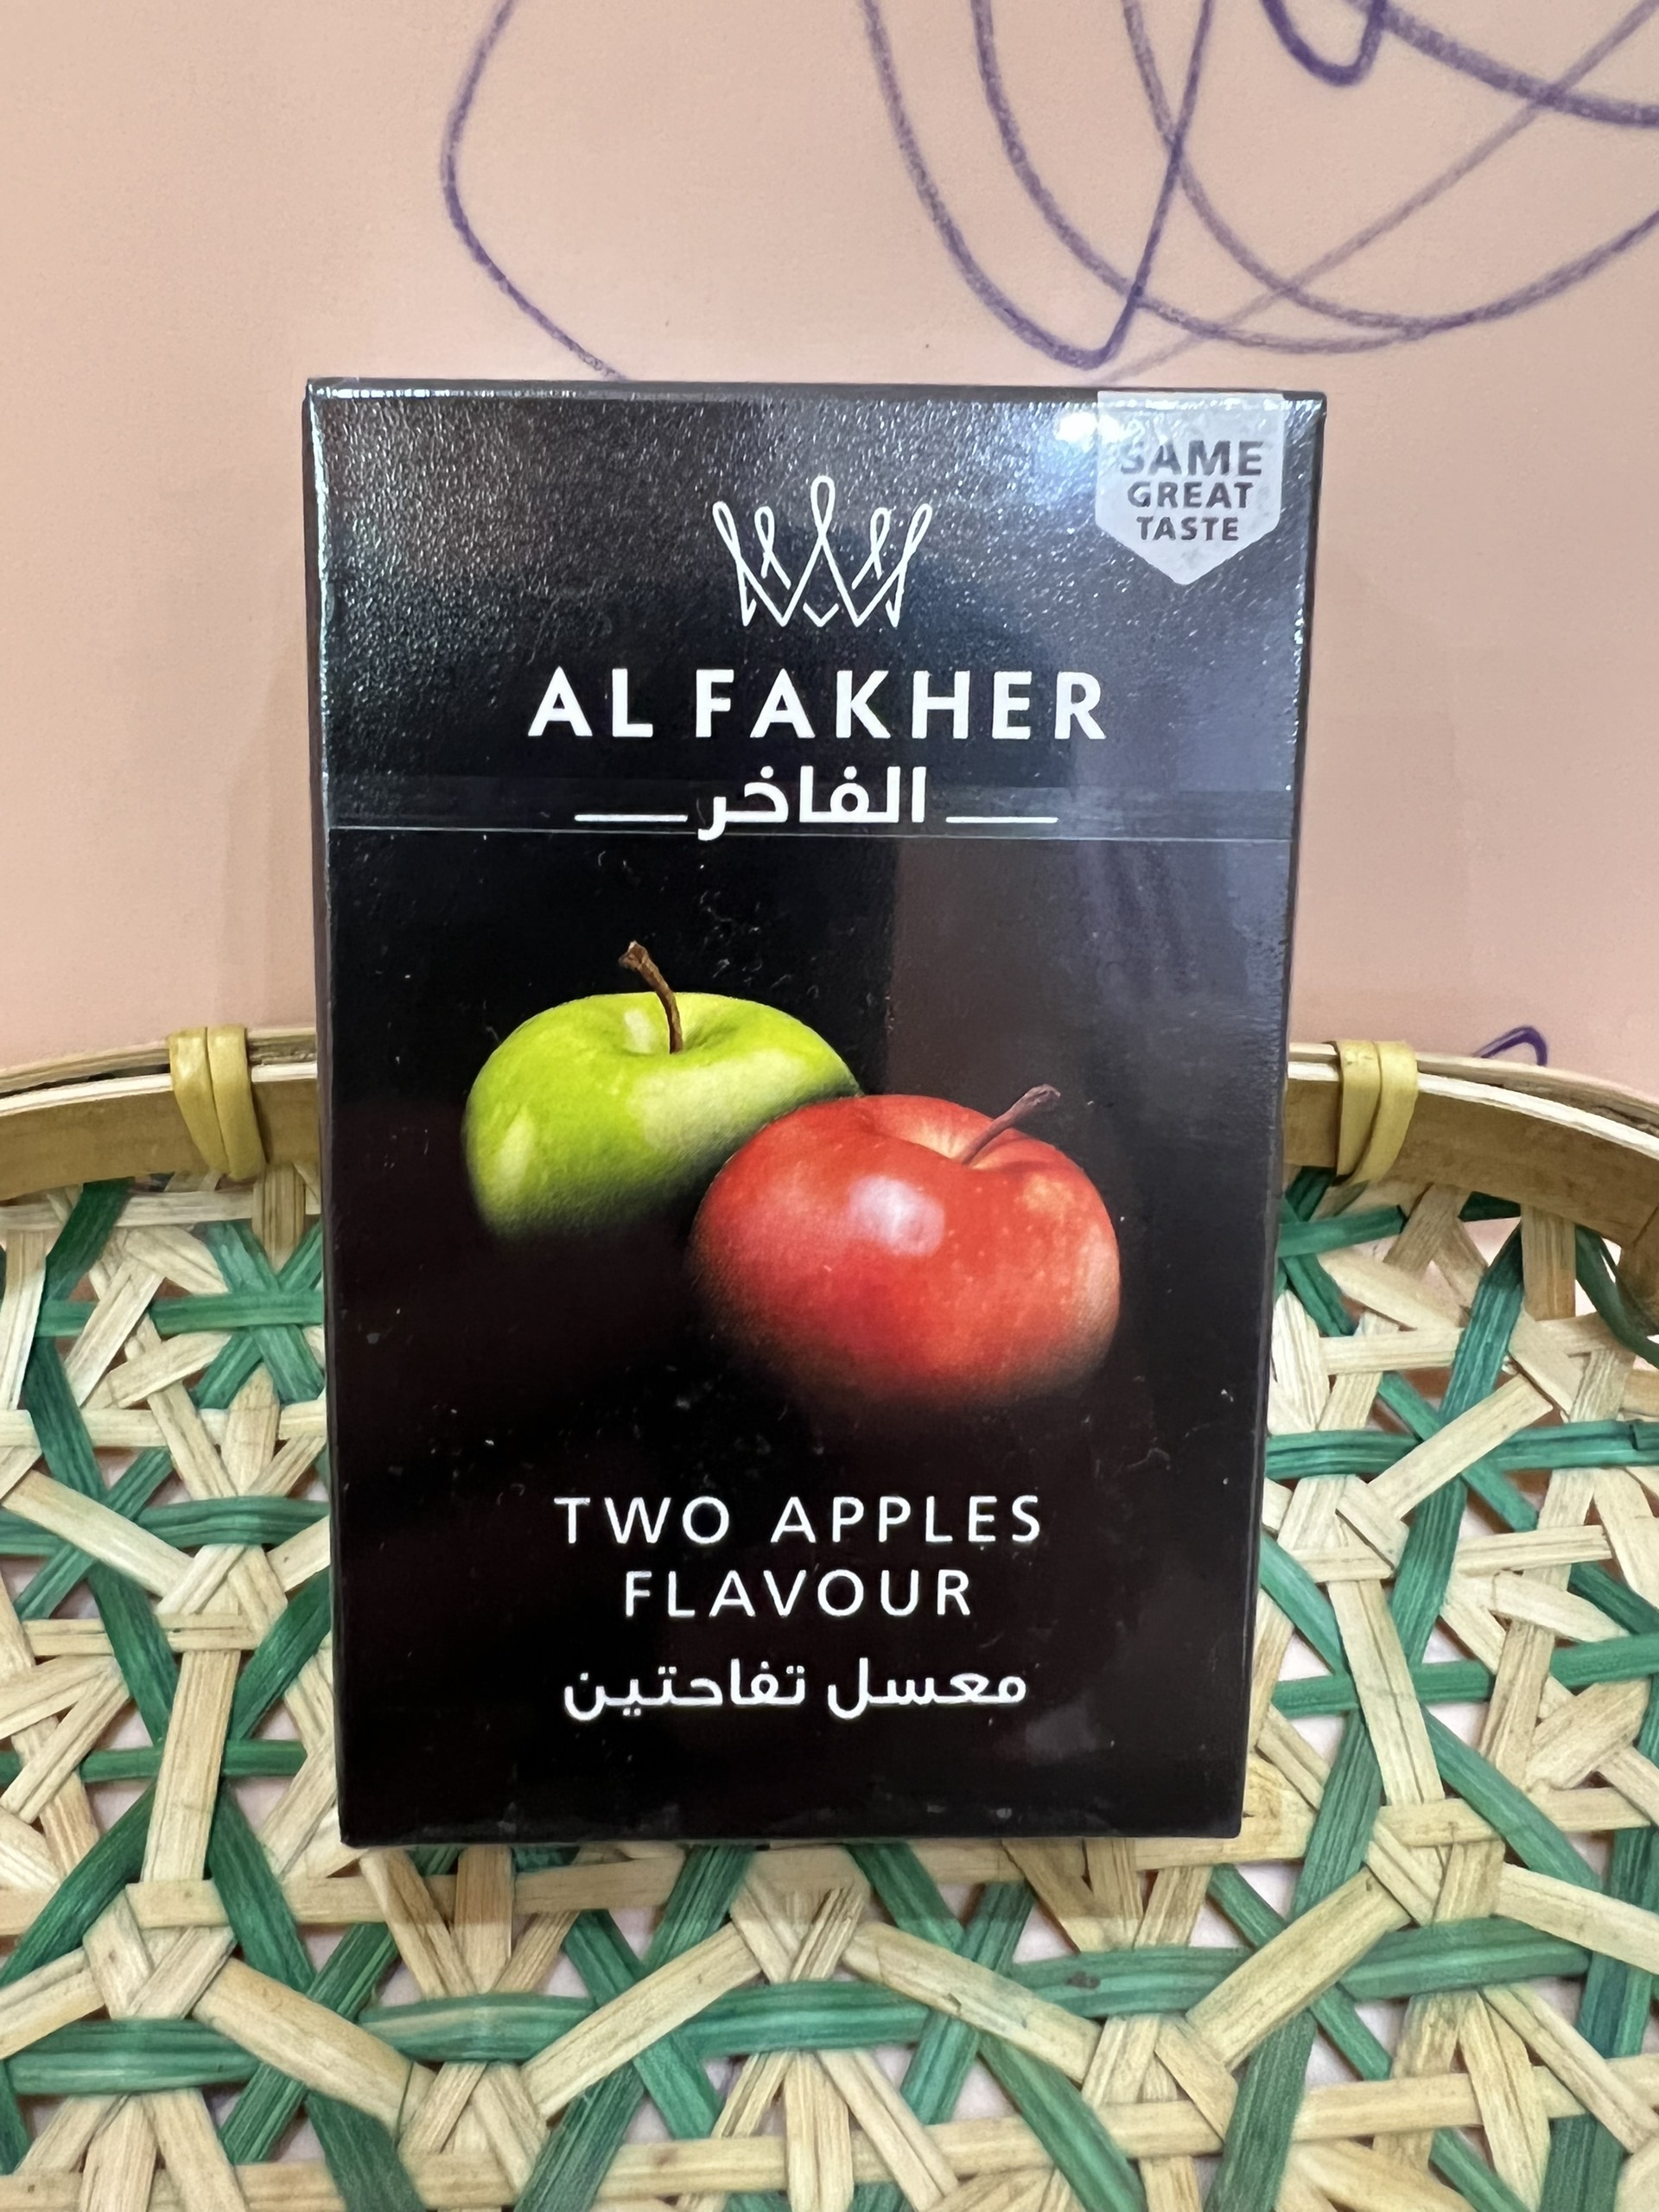 SAME
GREAT
TASTE
AL FAKHER
الفاخر
TWO APPLES
FLAVOUR
معسل تفاحتين